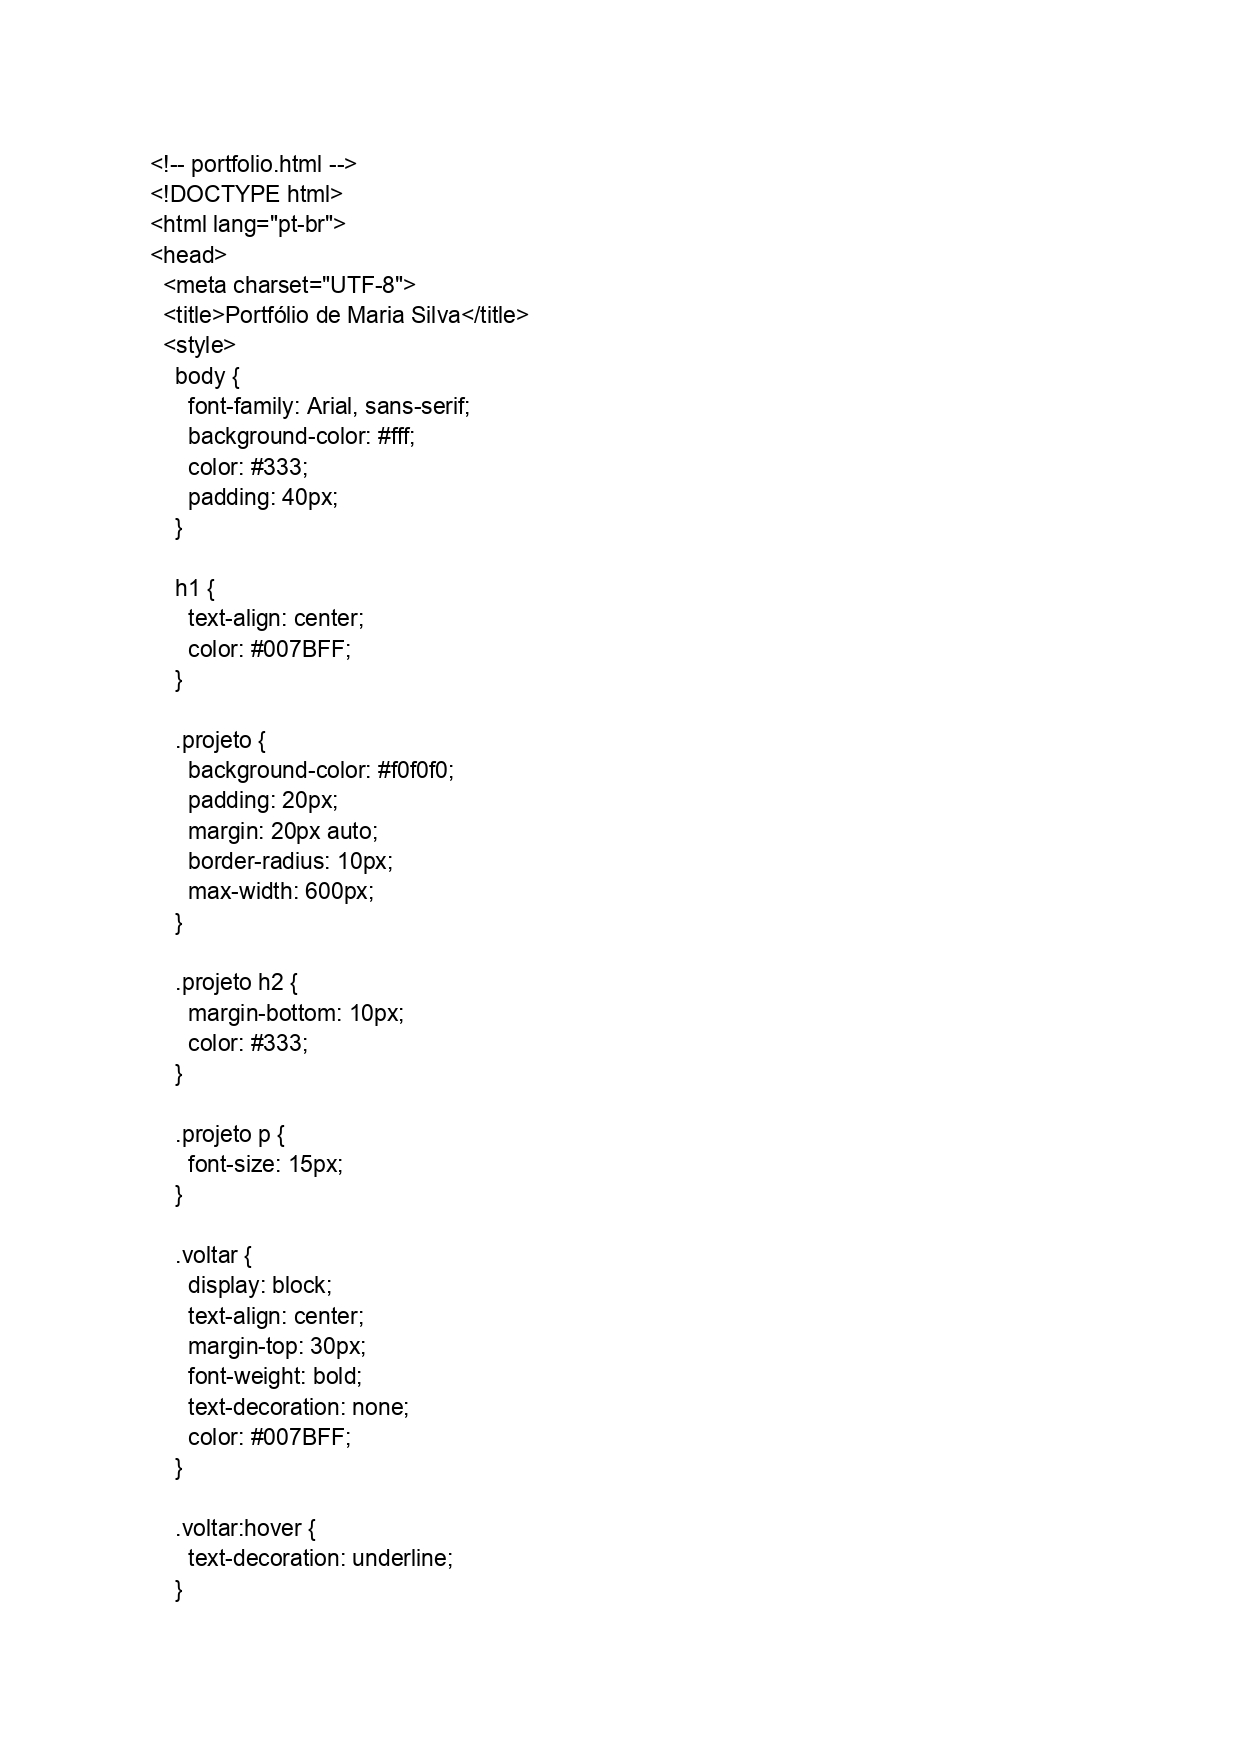 <!-- portfolio.html -->
<!DOCTYPE html>
<html lang="pt-br">
<head>
  <meta charset="UTF-8">
  <title>Portfólio de Maria Silva</title>
  <style>
    body {
      font-family: Arial, sans-serif;
      background-color: #fff;
      color: #333;
      padding: 40px;
    }

    h1 {
      text-align: center;
      color: #007BFF;
    }

    .projeto {
      background-color: #f0f0f0;
      padding: 20px;
      margin: 20px auto;
      border-radius: 10px;
      max-width: 600px;
    }

    .projeto h2 {
      margin-bottom: 10px;
      color: #333;
    }

    .projeto p {
      font-size: 15px;
    }

    .voltar {
      display: block;
      text-align: center;
      margin-top: 30px;
      font-weight: bold;
      text-decoration: none;
      color: #007BFF;
    }

    .voltar:hover {
      text-decoration: underline;
    }